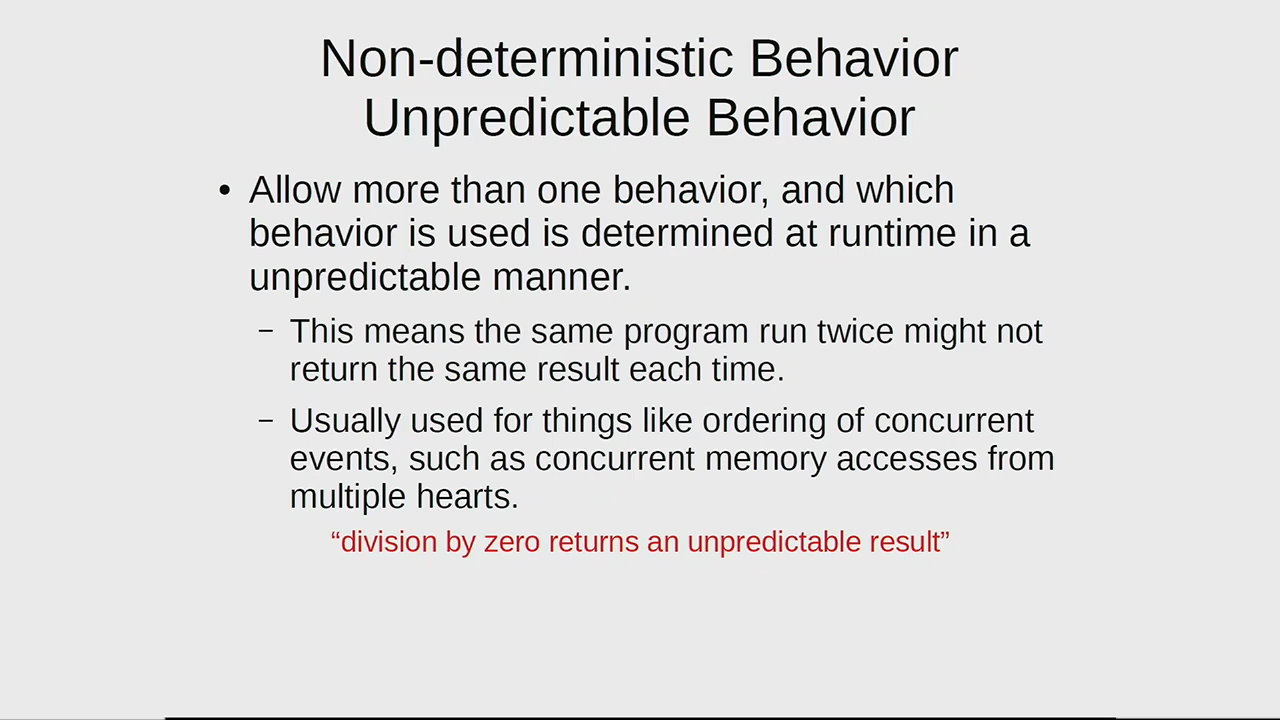 Non-deterministic Behavior
Unpredictable Behavior
• Allow more than one behavior, and which
behavior is used is determined at runtime in a
unpredictable manner.
– This means the same program run twice might not
return the same result each time.
– Usually used for things like ordering of concurrent
events, such as concurrent memory accesses from
multiple hearts.
“division by zero returns an unpredictable result”